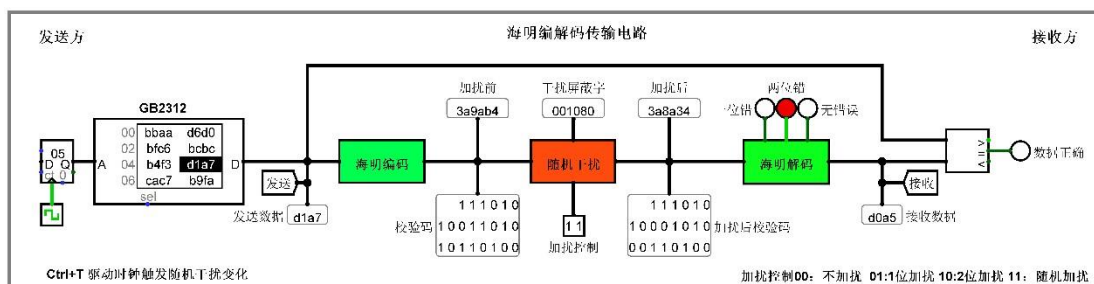 发送方
海明编解码传输电路
接收方
加扰前
干扰屏蔽字
加扰后
两位错
GB2312
3a9ab4
001080
3a8a34
一位错
无错误
00 bbaa d6d0
02 bfc6 bcbc
04 b4f3 d1a7
06 cac7 b9fa
sel
A
D
05
D Q
ct 0
海明编码
随机干扰
海明解码
数据正确
发送
接收
发送数据 d1a7
校验码
111010
10011010
10110100
11
加扰控制
111010
10001010
00110100
加扰后校验码
d0a5 接收数据
Ctrl+T 驱动时钟触发随机干扰变化
加扰控制00：不加扰 01:1位加扰 10:2位加扰 11：随机加扰